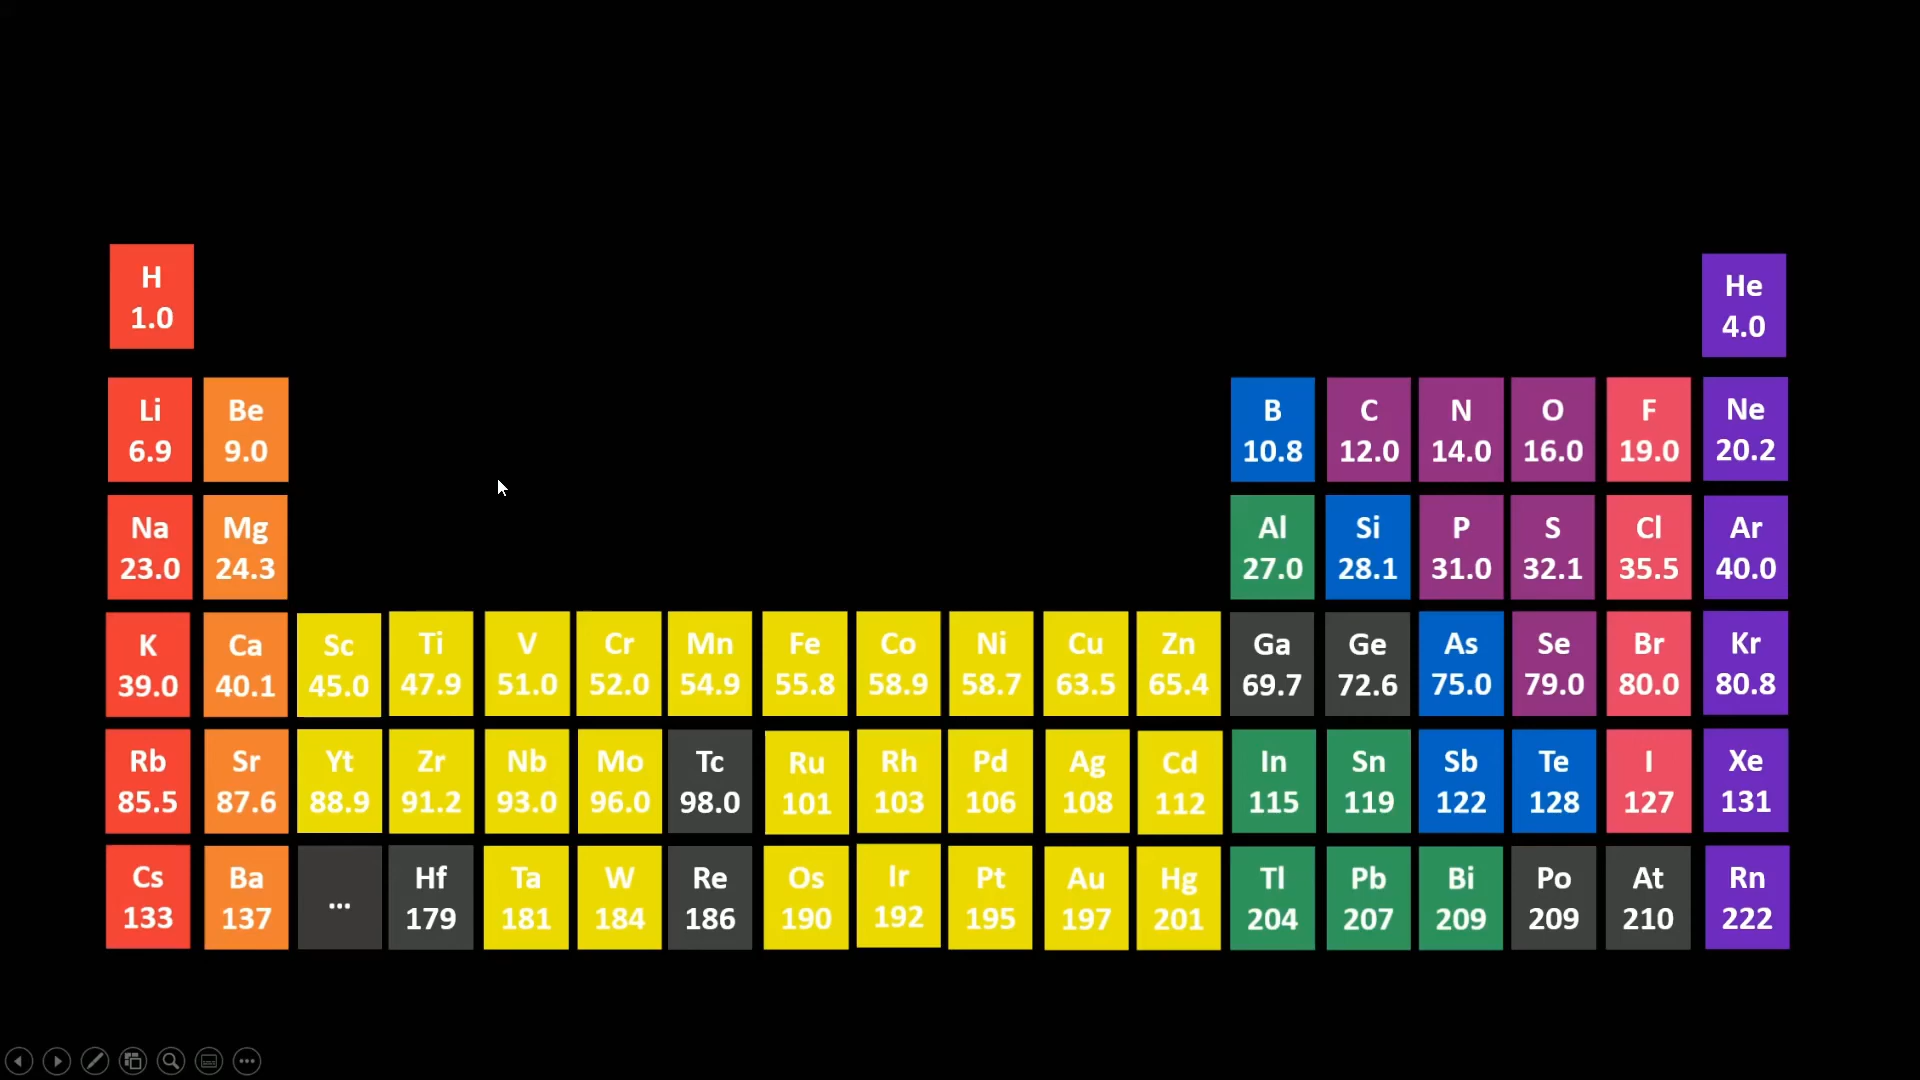 H He
1.0 4.0
Li Be B C N O F Ne
6.9 9.0 10.8 12.0 14.0 16.0 19.0 20.2
Na Mg Al Si P S Cl Ar
23.0 24.3 27.0 28.1 31.0 32.1 35.5 40.0
K Ca Sc Ti V Cr Mn Fe Co Ni Cu Zn Ga Ge As Se Br Kr
39.0 40.1 45.0 47.9 51.0 52.0 54.9 55.8 58.9 58.7 63.5 65.4 69.7 72.6 75.0 79.0 80.0 80.8
Rb Sr Yt Zr Nb Mo Tc Ru Rh Pd Ag Cd In Sn Sb Te I Xe
85.5 87.6 88.9 91.2 93.0 96.0 98.0 101 103 106 108 112 115 119 122 128 127 131
Cs Ba ... Hf Ta W Re Os Ir Pt Au Hg Tl Pb Bi Po At Rn
133 137 179 181 184 186 190 192 195 197 201 204 207 209 209 210 222